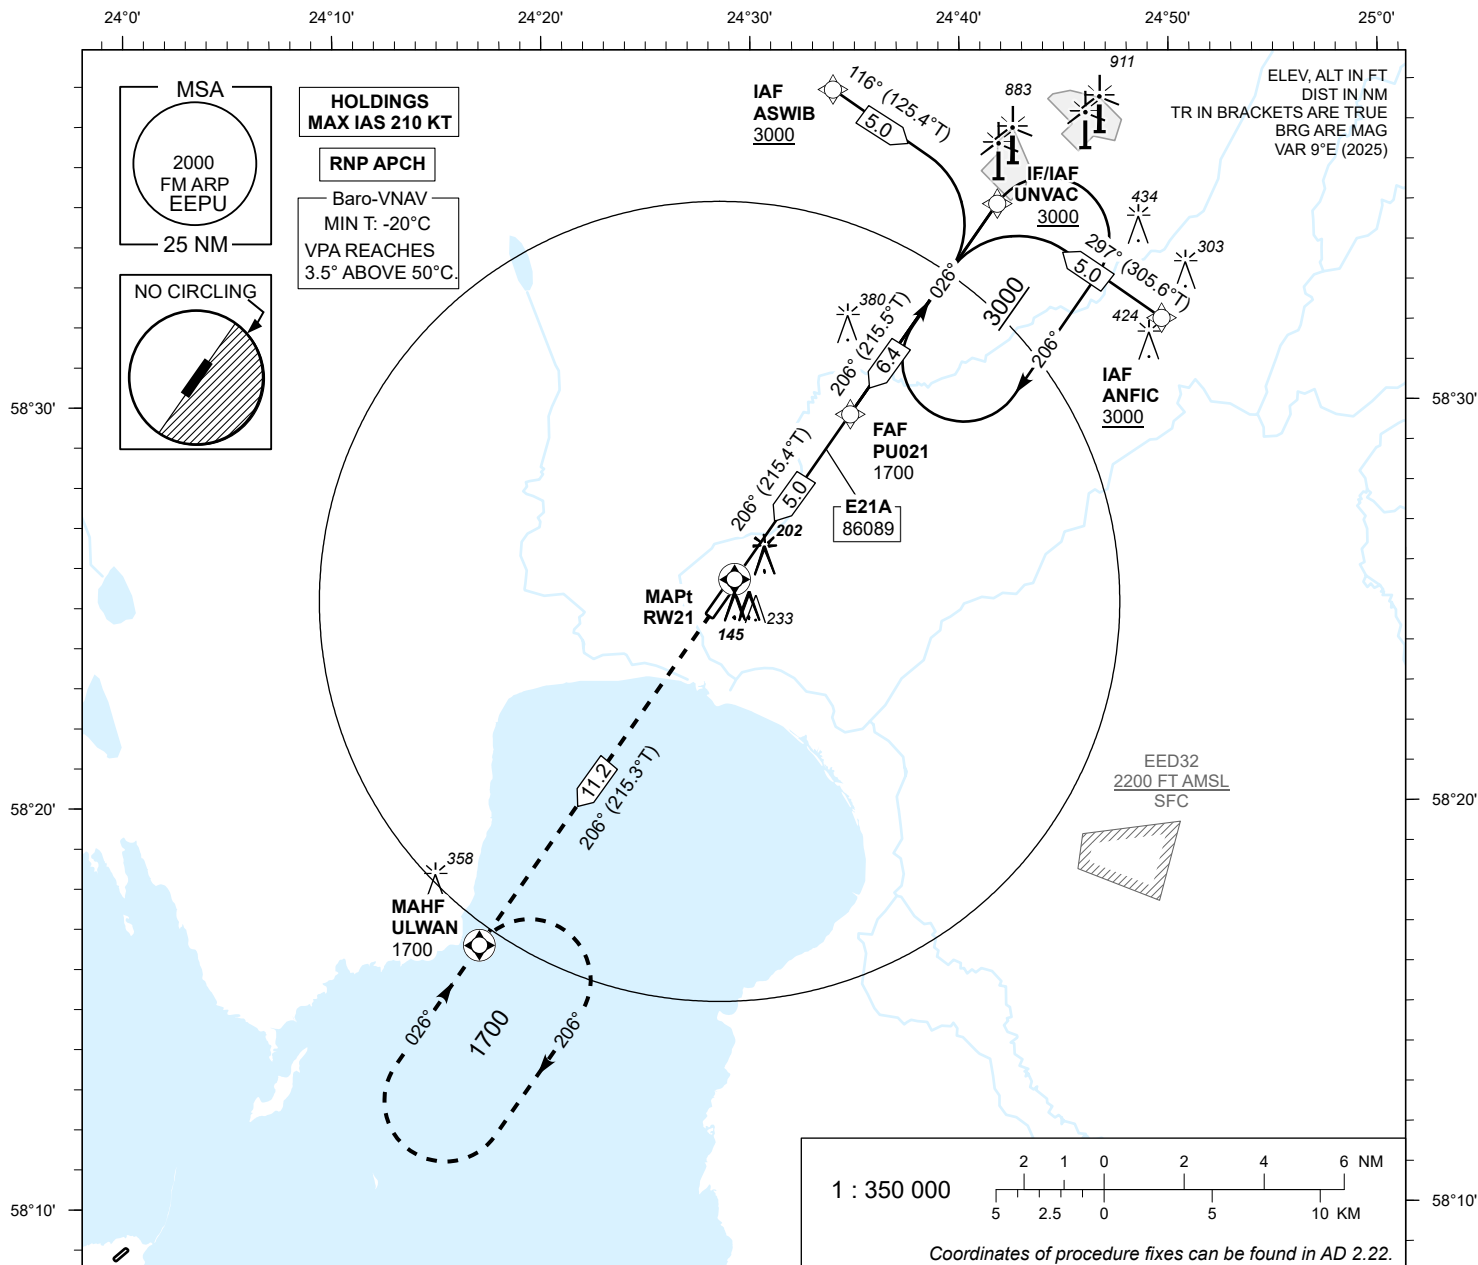 24°0'
24°10'
24°20'
24°30'
24°40'
24°50'
25°0'
MSA
2000
FM ARP
EEPU
25 NM
HOLDINGS
MAX IAS 210 KT
RNP APCH
Baro-VNAV
MIN T: -20°C
VPA REACHES
3.5° ABOVE 50°C.
NO CIRCLING
IAF
ASWIB
3000
116° (125.4°T)
5.0
883
911
ELEV, ALT IN FT
DIST IN NM
TR IN BRACKETS ARE TRUE
BRG ARE MAG
VAR 9°E (2025)
IF/IAF
UNVAC
3000
434
303
297° (305.6°T)
5.0
424
IAF
ANFIC
3000
026°
3000
206°
380
206° (215.5°T)
6.4
58°30'
58°30'
FAF
PU021
1700
206° (215.4°T)
5.0
E21A
86089
202
MAPt
RW21
145
233
11.2
206° (215.3°T)
EED32
2200 FT AMSL
SFC
58°20'
58°20'
358
MAHF
ULWAN
1700
026°
1700
206°
58°10'
58°10'
1 : 350 000
2 1 0 2 4 6 NM
5 2.5 0 5 10 KM
Coordinates of procedure fixes can be found in AD 2.22.